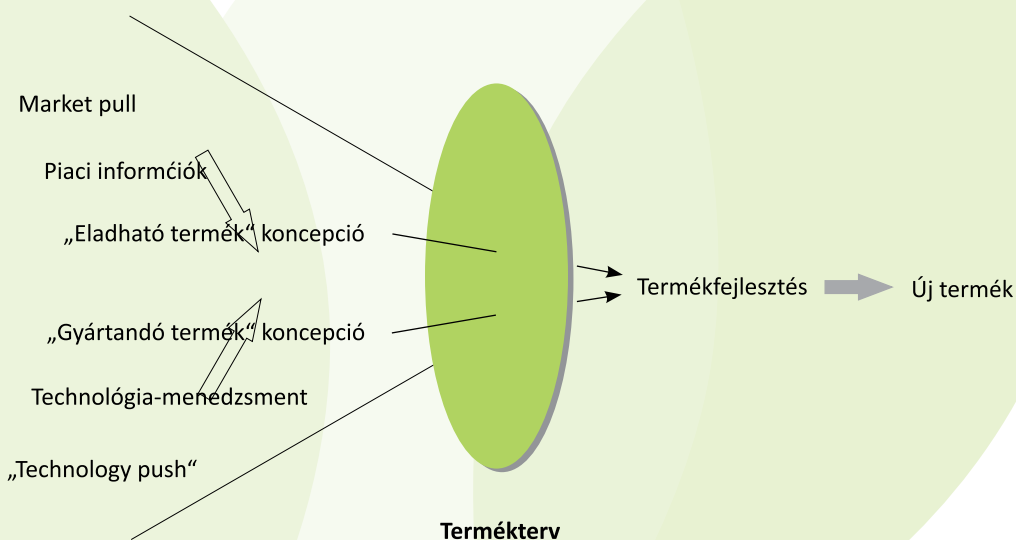 Market pull
Piaci informćiók
„Eladható termék“ koncepció
Termékfejlesztés
Új termék
„Gyártandó termék“ koncepció
Technológia-menedzsment
„Technology push“
Termékterv